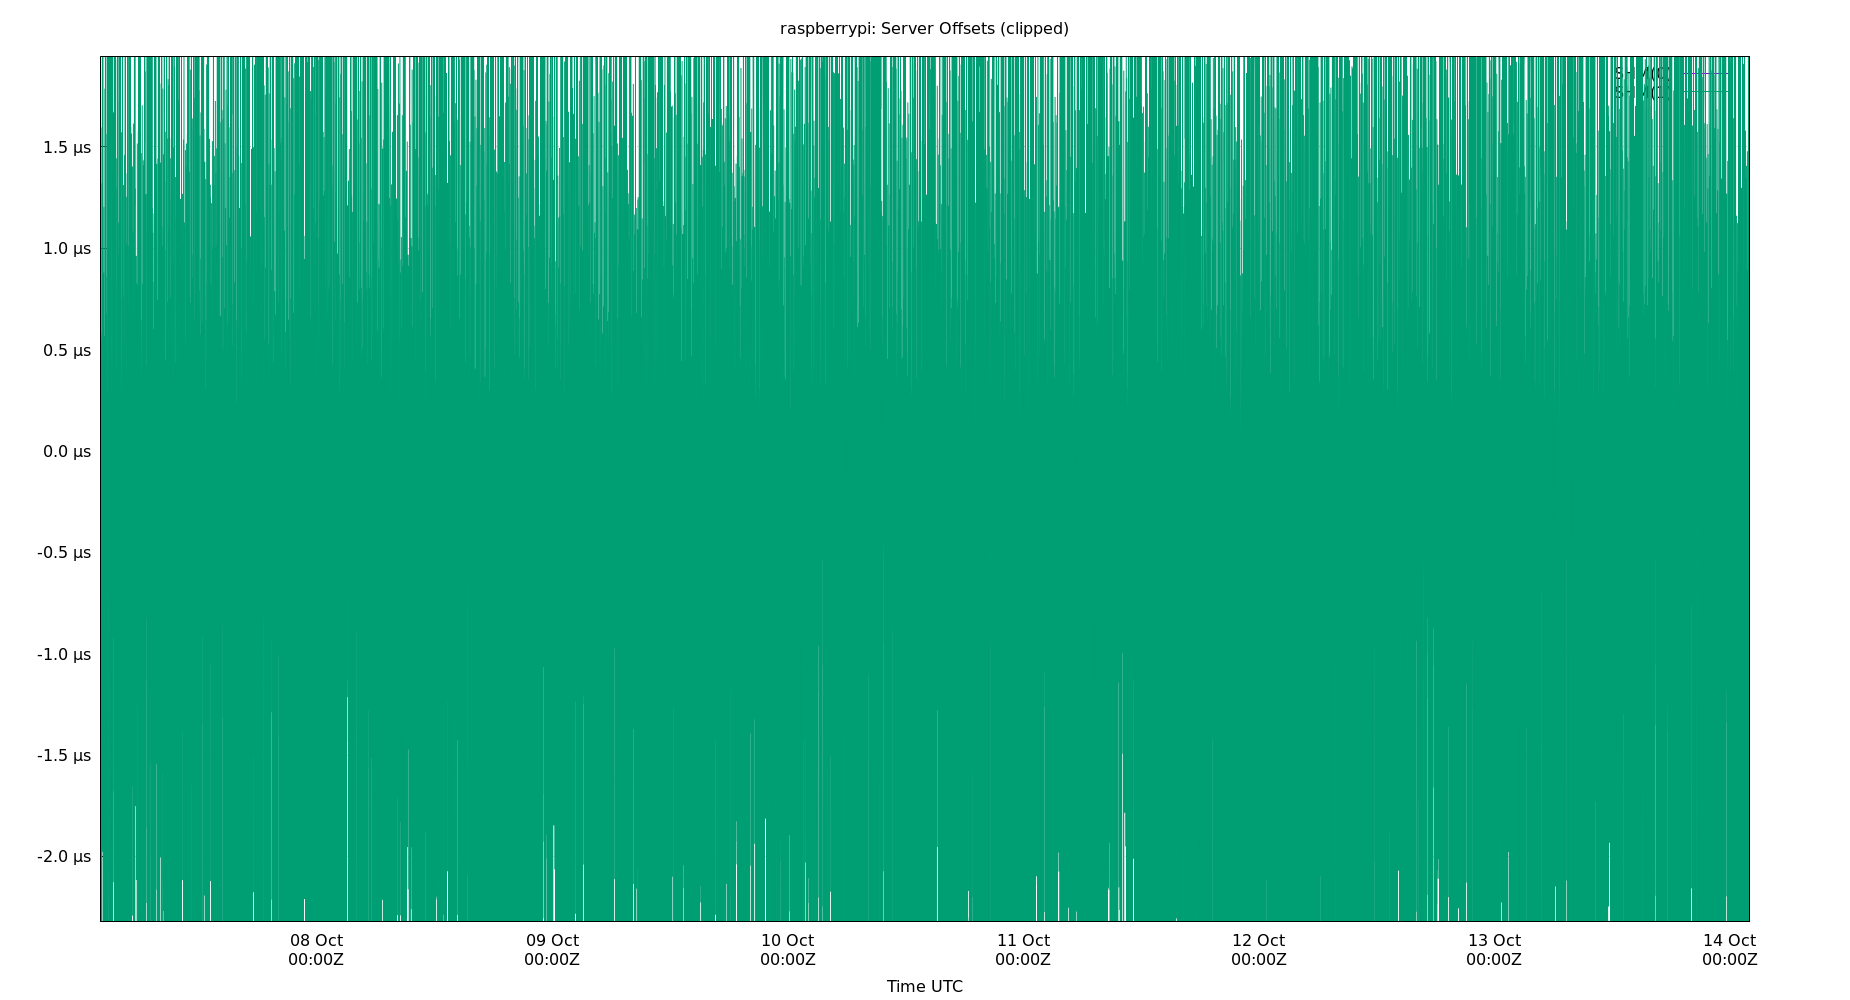 raspberrypi: Server Offsets (clipped)
1.5 µs
1.0 µs
0.5 µs
0.0 µs
-0.5 µs
-1.0 µs
-1.5 µs
-2.0 µs
08 Oct 09 Oct 10 Oct 11 Oct 12 Oct 13 Oct 14 Oct
00:00Z 00:00Z 00:00Z 00:00Z 00:00Z 00:00Z 00:00Z
Time UTC